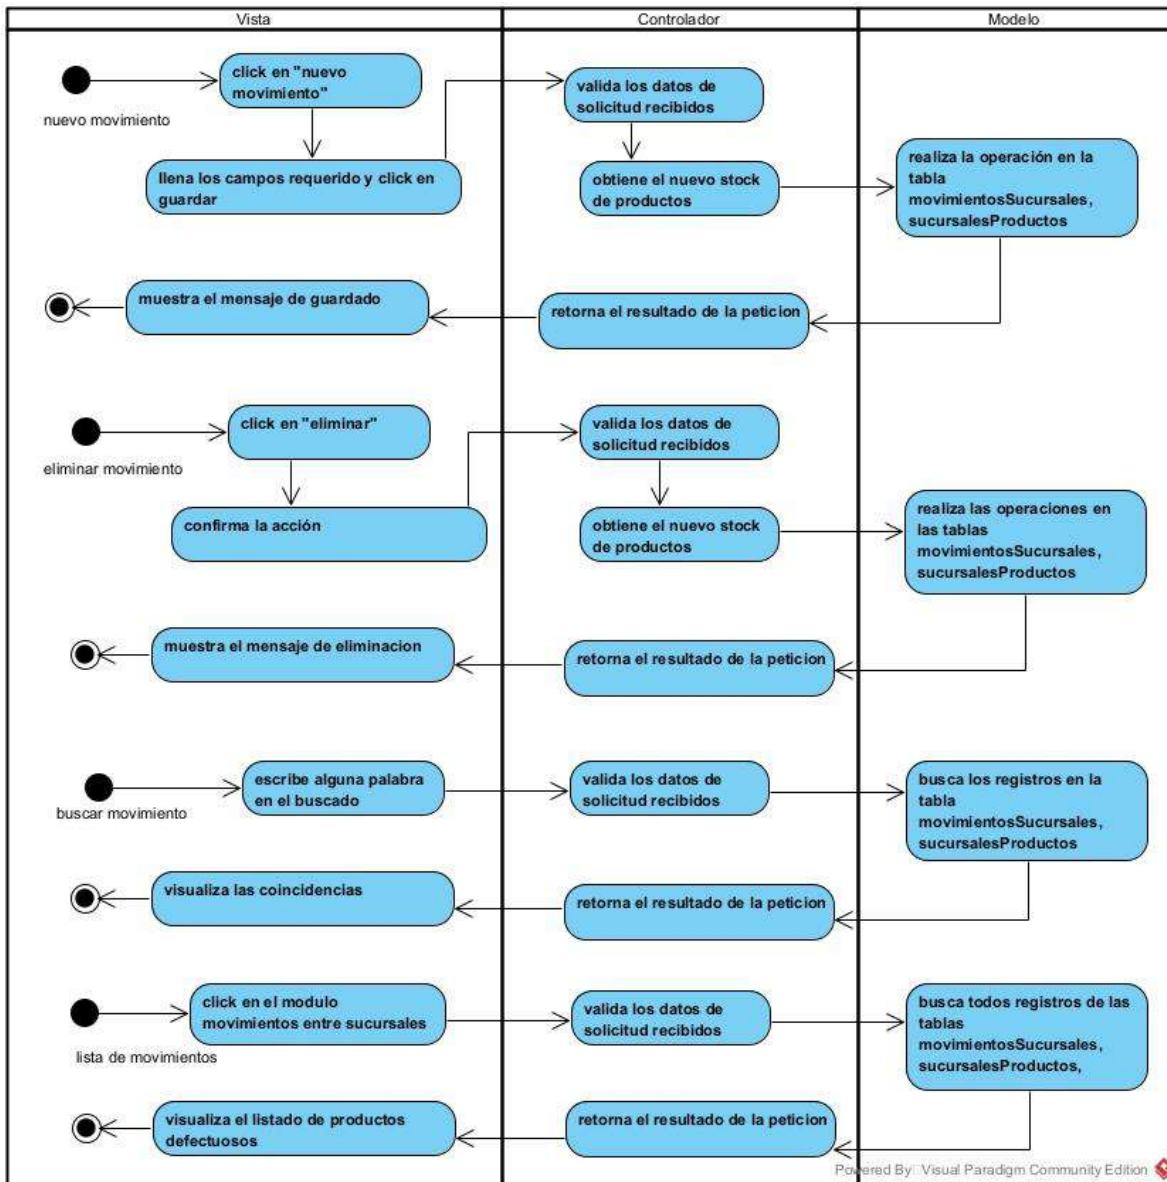 Vista
Controlador
Modelo
click en "nuevo
movimiento"
nuevo movimiento
llena los campos requerido y click en
guardar
valida los datos de
solicitud recibidos
obtiene el nuevo stock
de productos
realiza la operación en la
tabla
movimientosSucursales,
sucursalesProductos
retorna el resultado de la peticion
muestra el mensaje de guardado
click en "eliminar"
eliminar movimiento
confirma la acción
valida los datos de
solicitud recibidos
obtiene el nuevo stock
de productos
realiza las operaciones en
las tablas
movimientosSucursales,
sucursalesProductos
retorna el resultado de la peticion
muestra el mensaje de eliminacion
escribe alguna palabra
en el buscado
buscar movimiento
valida los datos de
solicitud recibidos
busca los registros en la
tabla
movimientosSucursales,
sucursalesProductos
retorna el resultado de la peticion
visualiza las coincidencias
click en el modulo
movimientos entre sucursales
lista de movimientos
valida los datos de
solicitud recibidos
busca todos registros de las
tablas
movimientosSucursales,
sucursalesProductos,
retorna el resultado de la peticion
visualiza el listado de productos
defectuosos
Powered By Visual Paradigm Community Edition